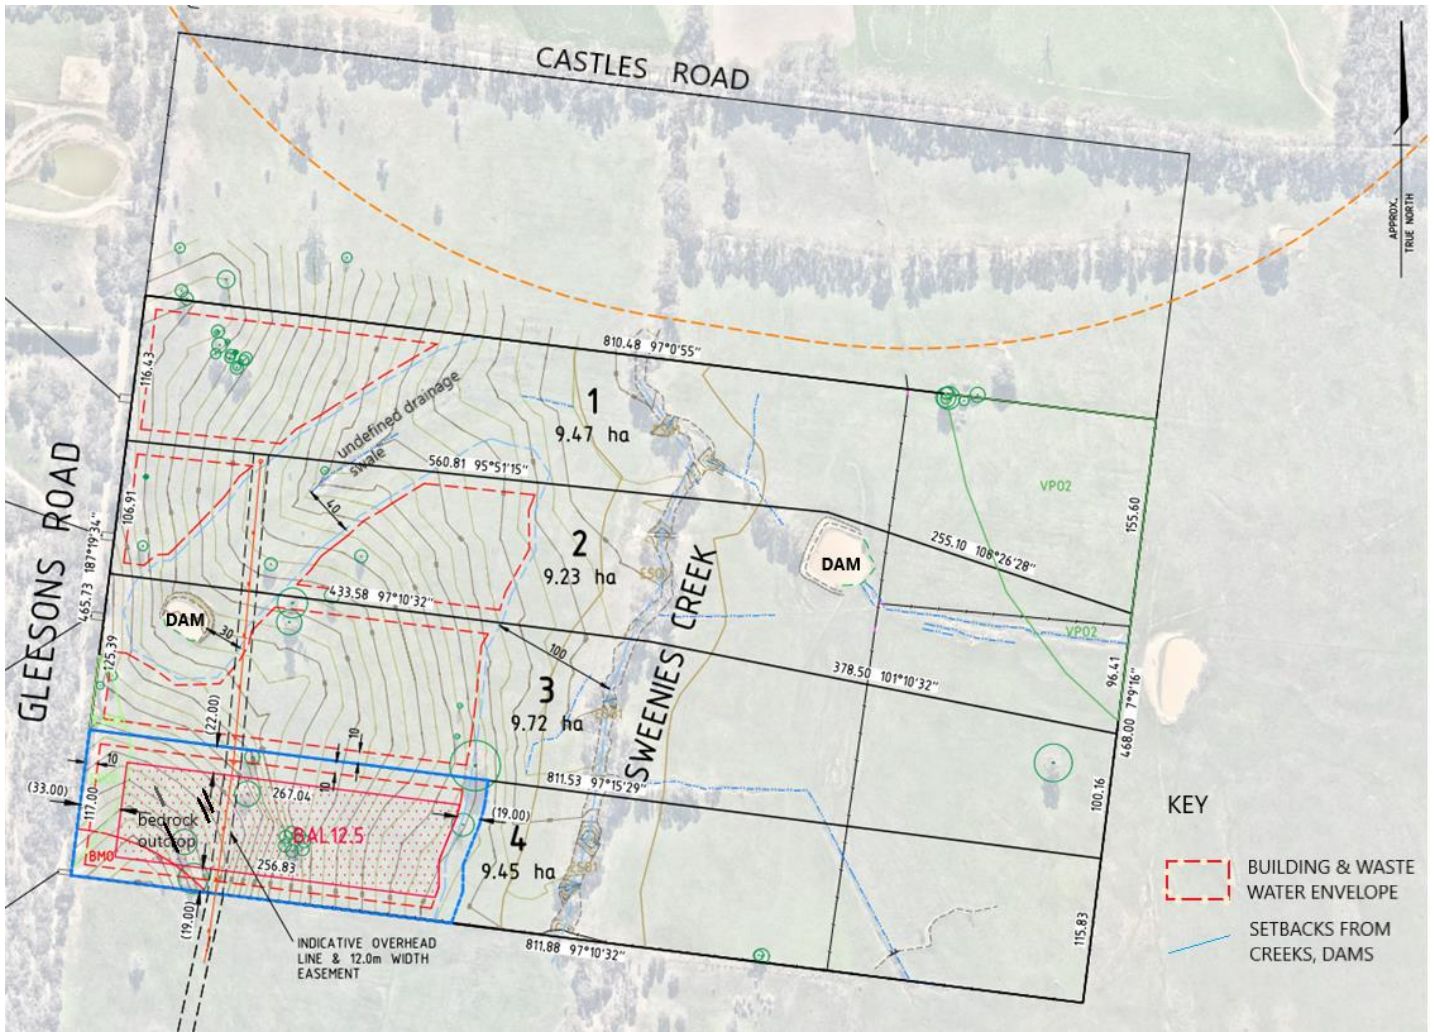 CASTLES ROAD
APPROX.
TRUE NORTH
810.48 97°0'55"
116.43
undefined drainage
swale
1
9.47 ha
560.81 95°51'15"
40
VP02
155.60
GLEESONS ROAD
106.91
465.73 187°19'34"
2
9.23 ha
DAM
255.10 108°26'28"
433.58 97°10'32"
SWEENIES CREEK
DAM
30
VP02
125.39
100
378.50 101°10'32"
96.41
468.00 7°9'16"
3
9.72 ha
(22.00)
10
10
10
811.53 97°15'29"
(33.00)
117.00
267.04
(19.00)
100.16
KEY
bedrock
outcrop
BAL12.5
4
9.45 ha
BMO
256.83
BUILDING & WASTE
WATER ENVELOPE
(19.00)
115.83
SETBACKS FROM
CREEKS, DAMS
INDICATIVE OVERHEAD
LINE & 12.0m WIDTH
EASEMENT
811.88 97°10'32"